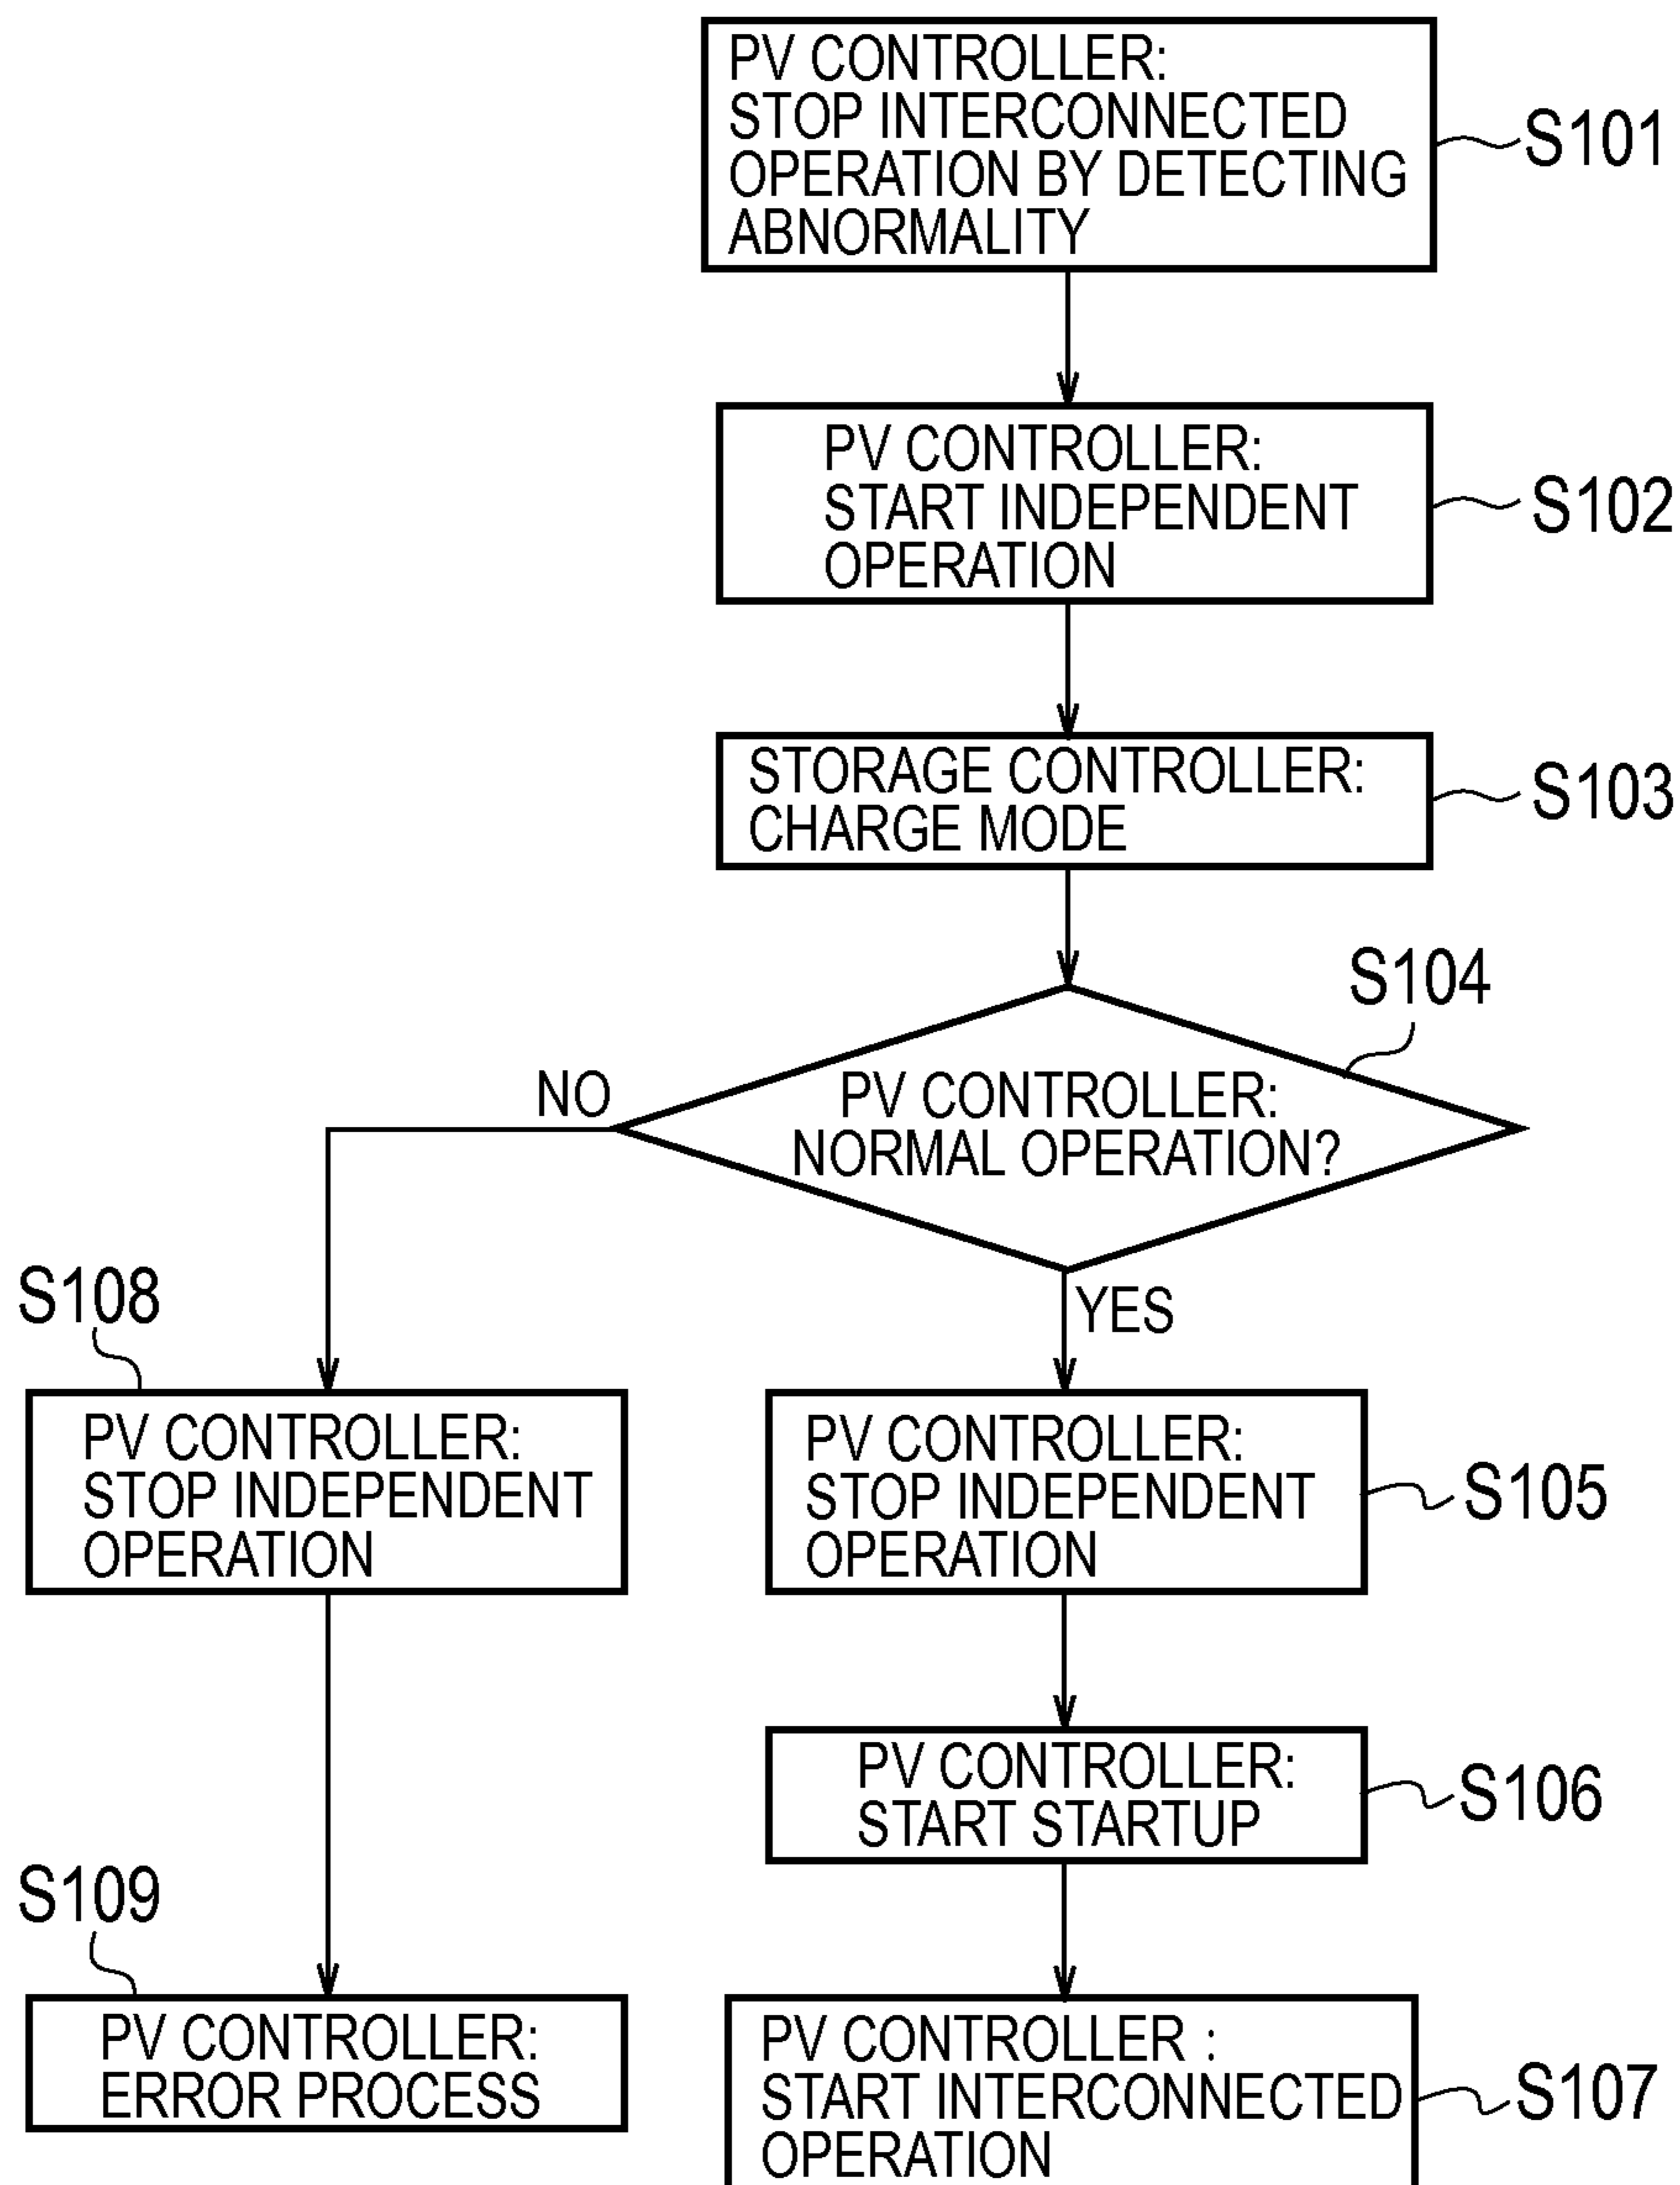 PV CONTROLLER:
STOP INTERCONNECTED
OPERATION BY DETECTING
ABNORMALITY
S101
PV CONTROLLER:
START INDEPENDENT
OPERATION
S102
STORAGE CONTROLLER:
CHARGE MODE
S103
S104
PV CONTROLLER:
NORMAL OPERATION?
NO
YES
S108
PV CONTROLLER:
STOP INDEPENDENT
OPERATION
PV CONTROLLER:
STOP INDEPENDENT
OPERATION
S105
PV CONTROLLER:
START STARTUP
S106
S109
PV CONTROLLER:
ERROR PROCESS
PV CONTROLLER :
START INTERCONNECTED
OPERATION
S107